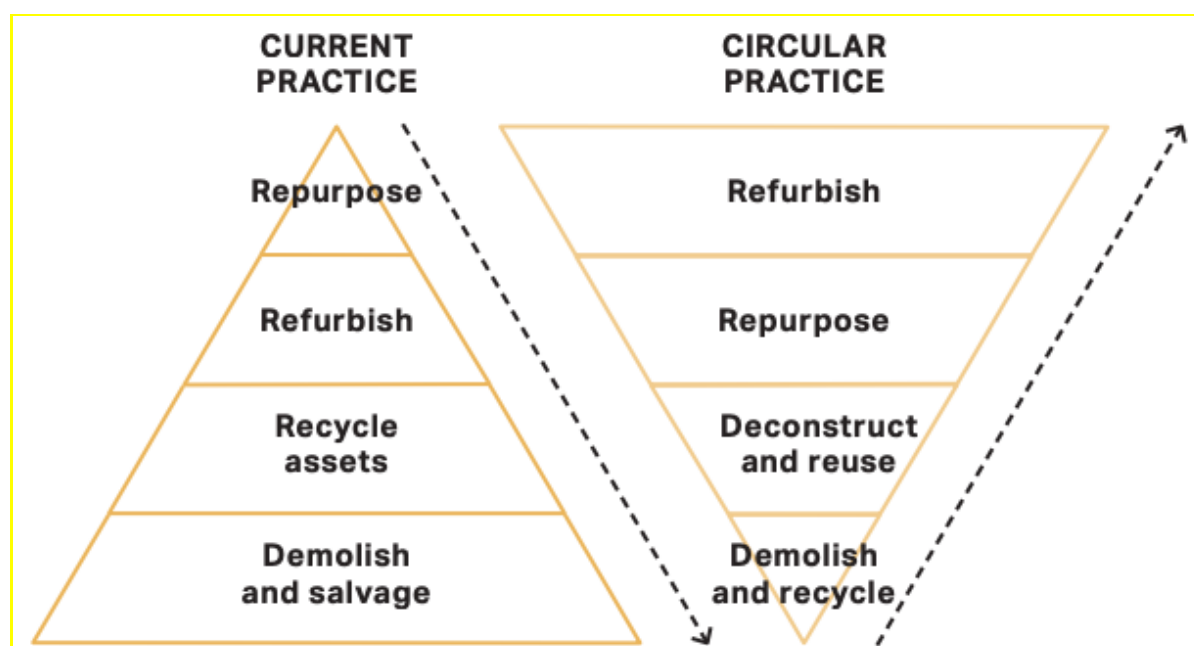 CURRENT
PRACTICE
Repurpose
Refurbish
Recycle
assets
Demolish
and salvage
CIRCULAR
PRACTICE
Refurbish
Repurpose
Deconstruct
and reuse
Demolish
and recycle